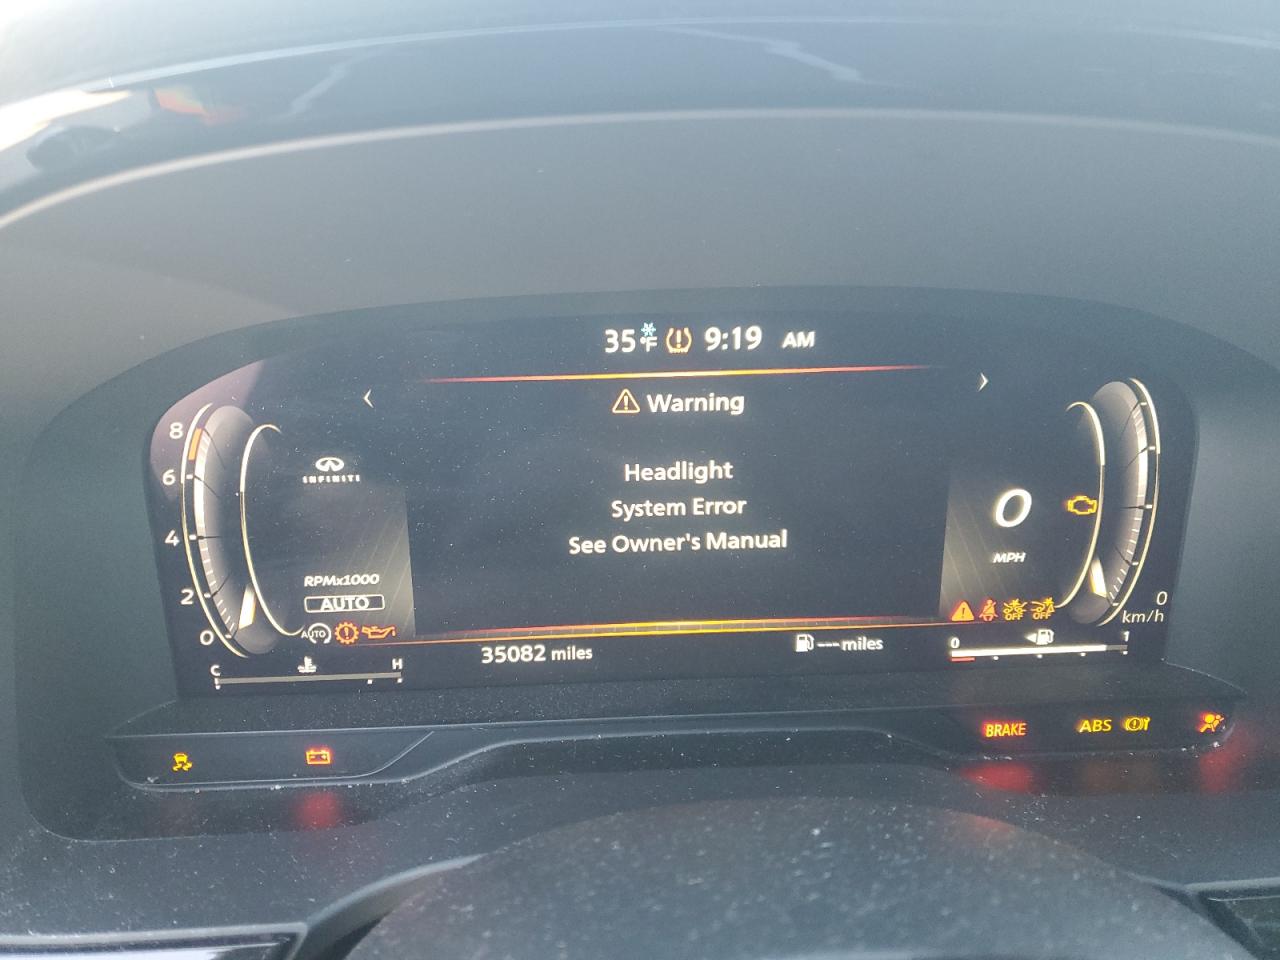 35°F 9:19 AM
Warning
Headlight
System Error
See Owner's Manual
8
6
4
2
0
INFINITI
RPMx1000
AUTO
AUTO
C H
35082 miles
0
MPH
0
km/h
OFF OFF
---miles
0 1
BRAKE ABS